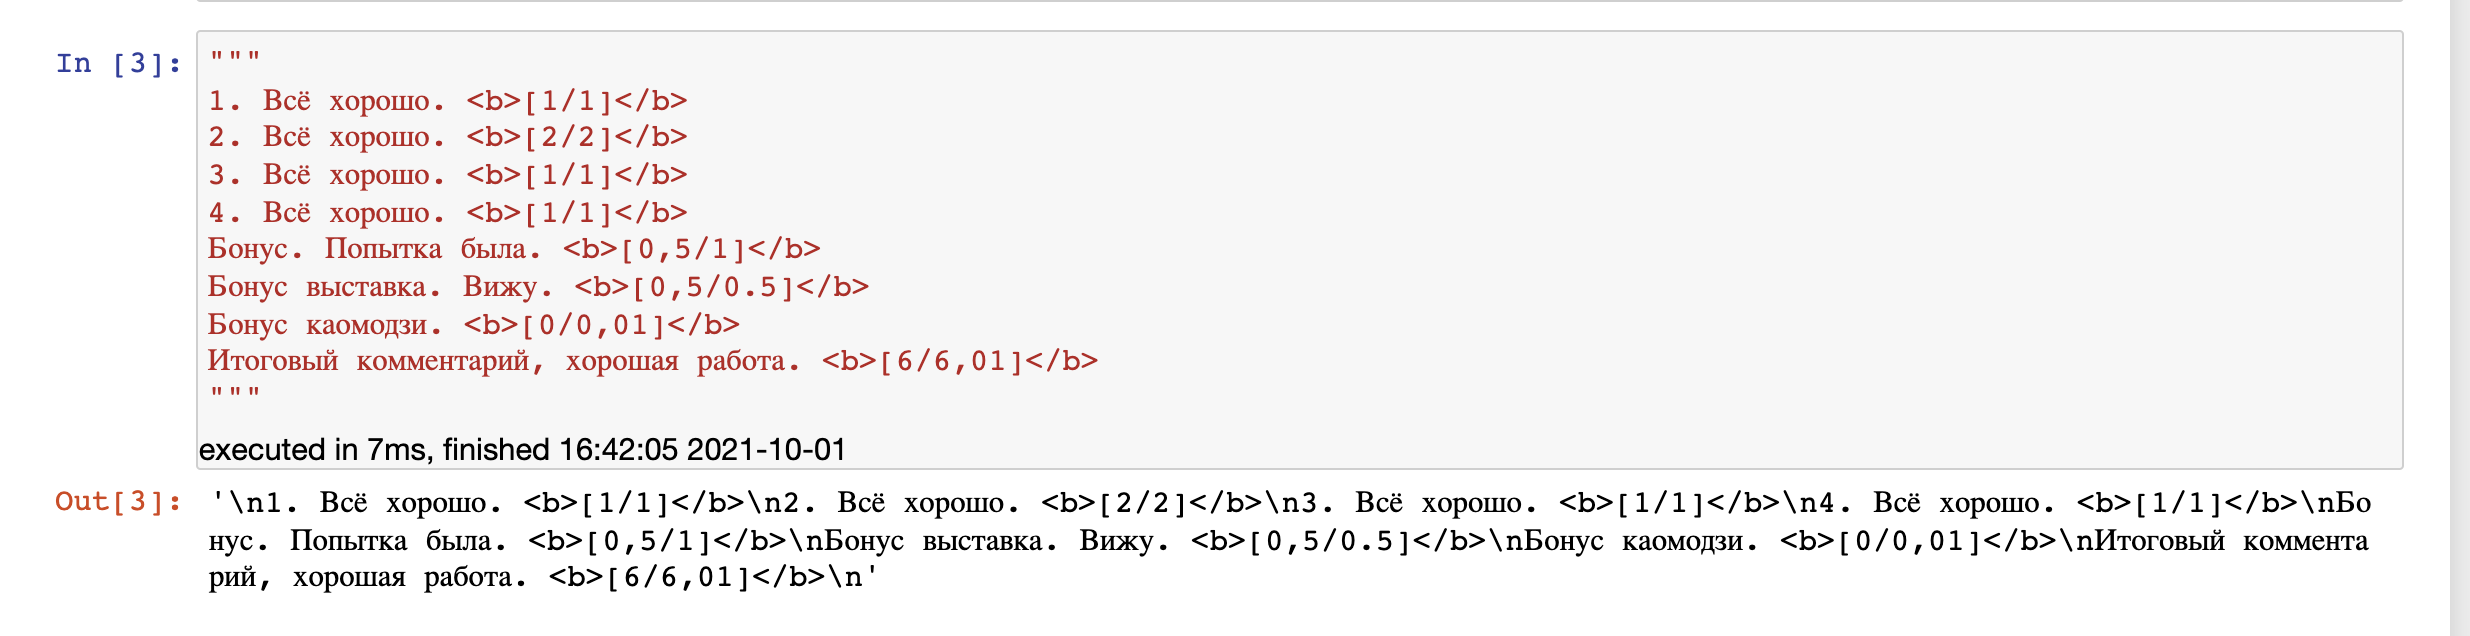 In [3]:
"""
1. Всё хорошо. <b>[1/1]</b>
2. Всё хорошо. <b>[2/2]</b>
3. Всё хорошо. <b>[1/1]</b>
4. Всё хорошо. <b>[1/1]</b>
Бонус. Попытка была. <b>[0,5/1]</b>
Бонус выставка. Вижу. <b>[0,5/0.5]</b>
Бонус каомодзи. <b>[0/0,01]</b>
Итоговый комментарий, хорошая работа. <b>[6/6,01]</b>
"""
executed in 7ms, finished 16:42:05 2021-10-01
Out[3]:
'\n1. Всё хорошо. <b>[1/1]</b>\n2. Всё хорошо. <b>[2/2]</b>\n3. Всё хорошо. <b>[1/1]</b>\n4. Всё хорошо. <b>[1/1]</b>\nБо
нус. Попытка была. <b>[0,5/1]</b>\nБонус выставка. Вижу. <b>[0,5/0.5]</b>\nБонус каомодзи. <b>[0/0,01]</b>\nИтоговый коммента
рий, хорошая работа. <b>[6/6,01]</b>\n'